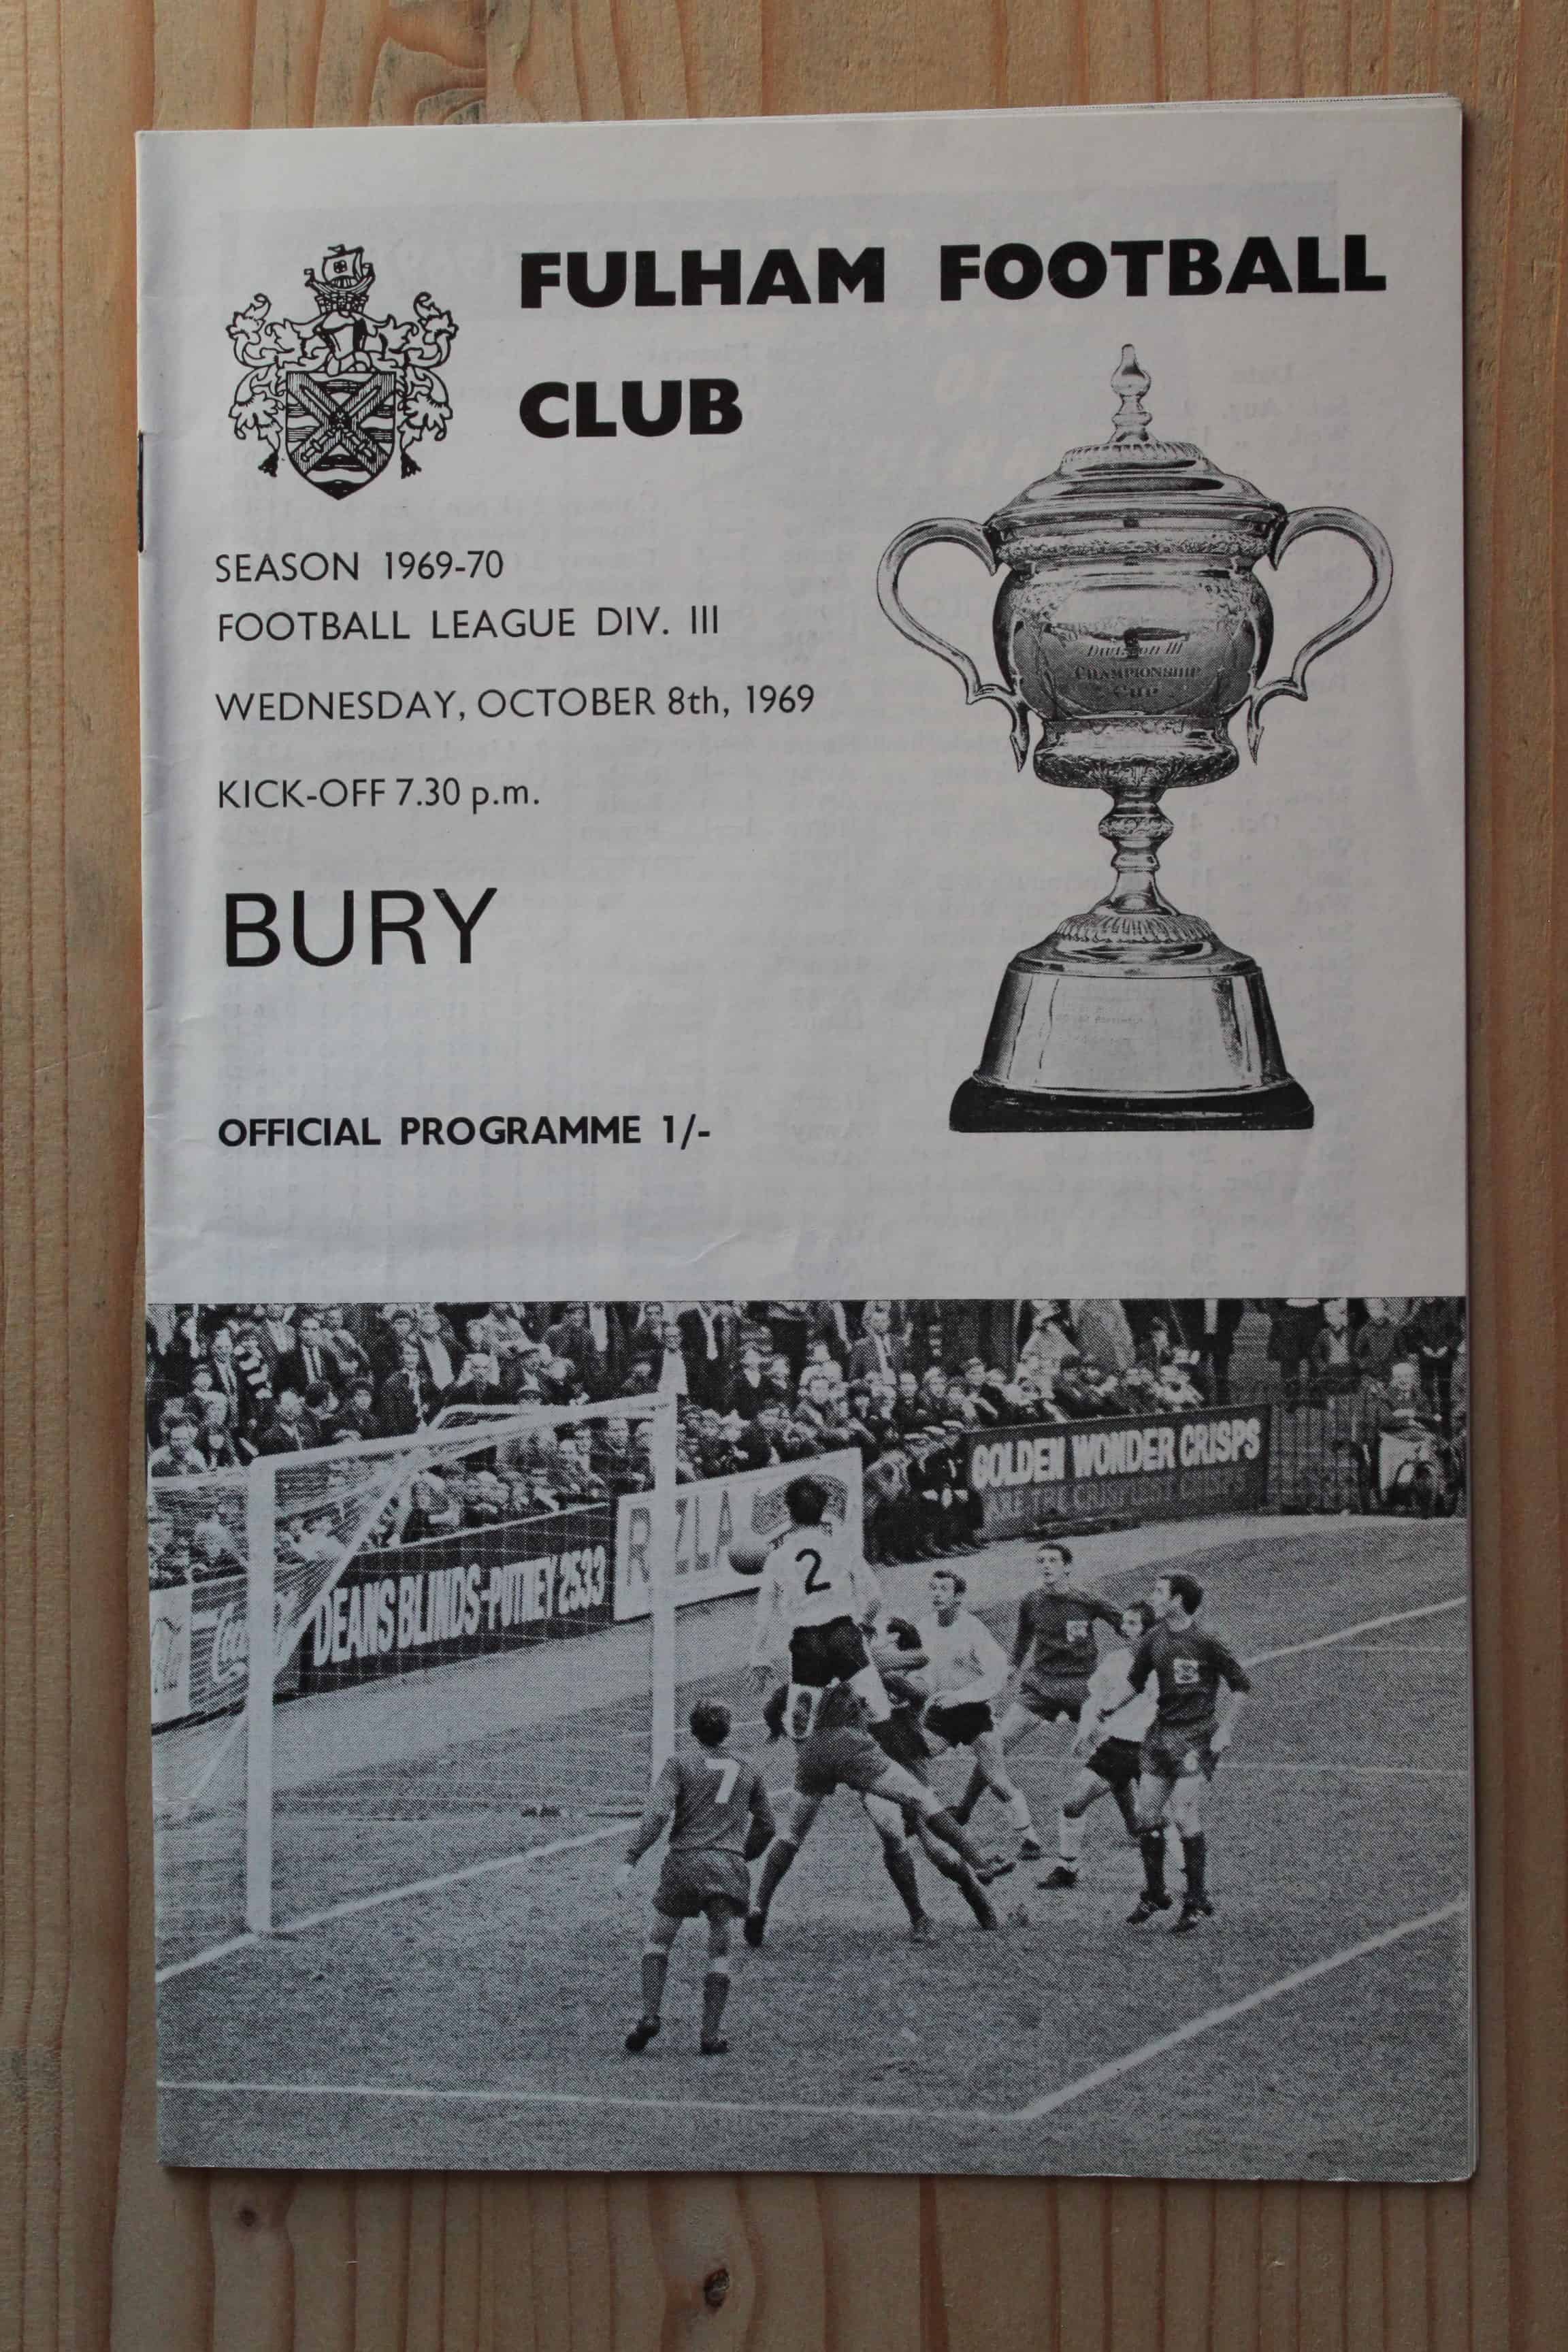 FULHAM FOOTBALL
CLUB
SEASON 1969-70
FOOTBALL LEAGUE DIV. III
WEDNESDAY, OCTOBER 8th, 1969
KICK-OFF 7.30 p.m.
BURY
OFFICIAL PROGRAMME 1/-
Division III
CHAMPIONSHIP
CUP
GOLDEN WONDER CRISPS
RIZLA
DEANS BLINDS-PUTNEY 2533
2
7